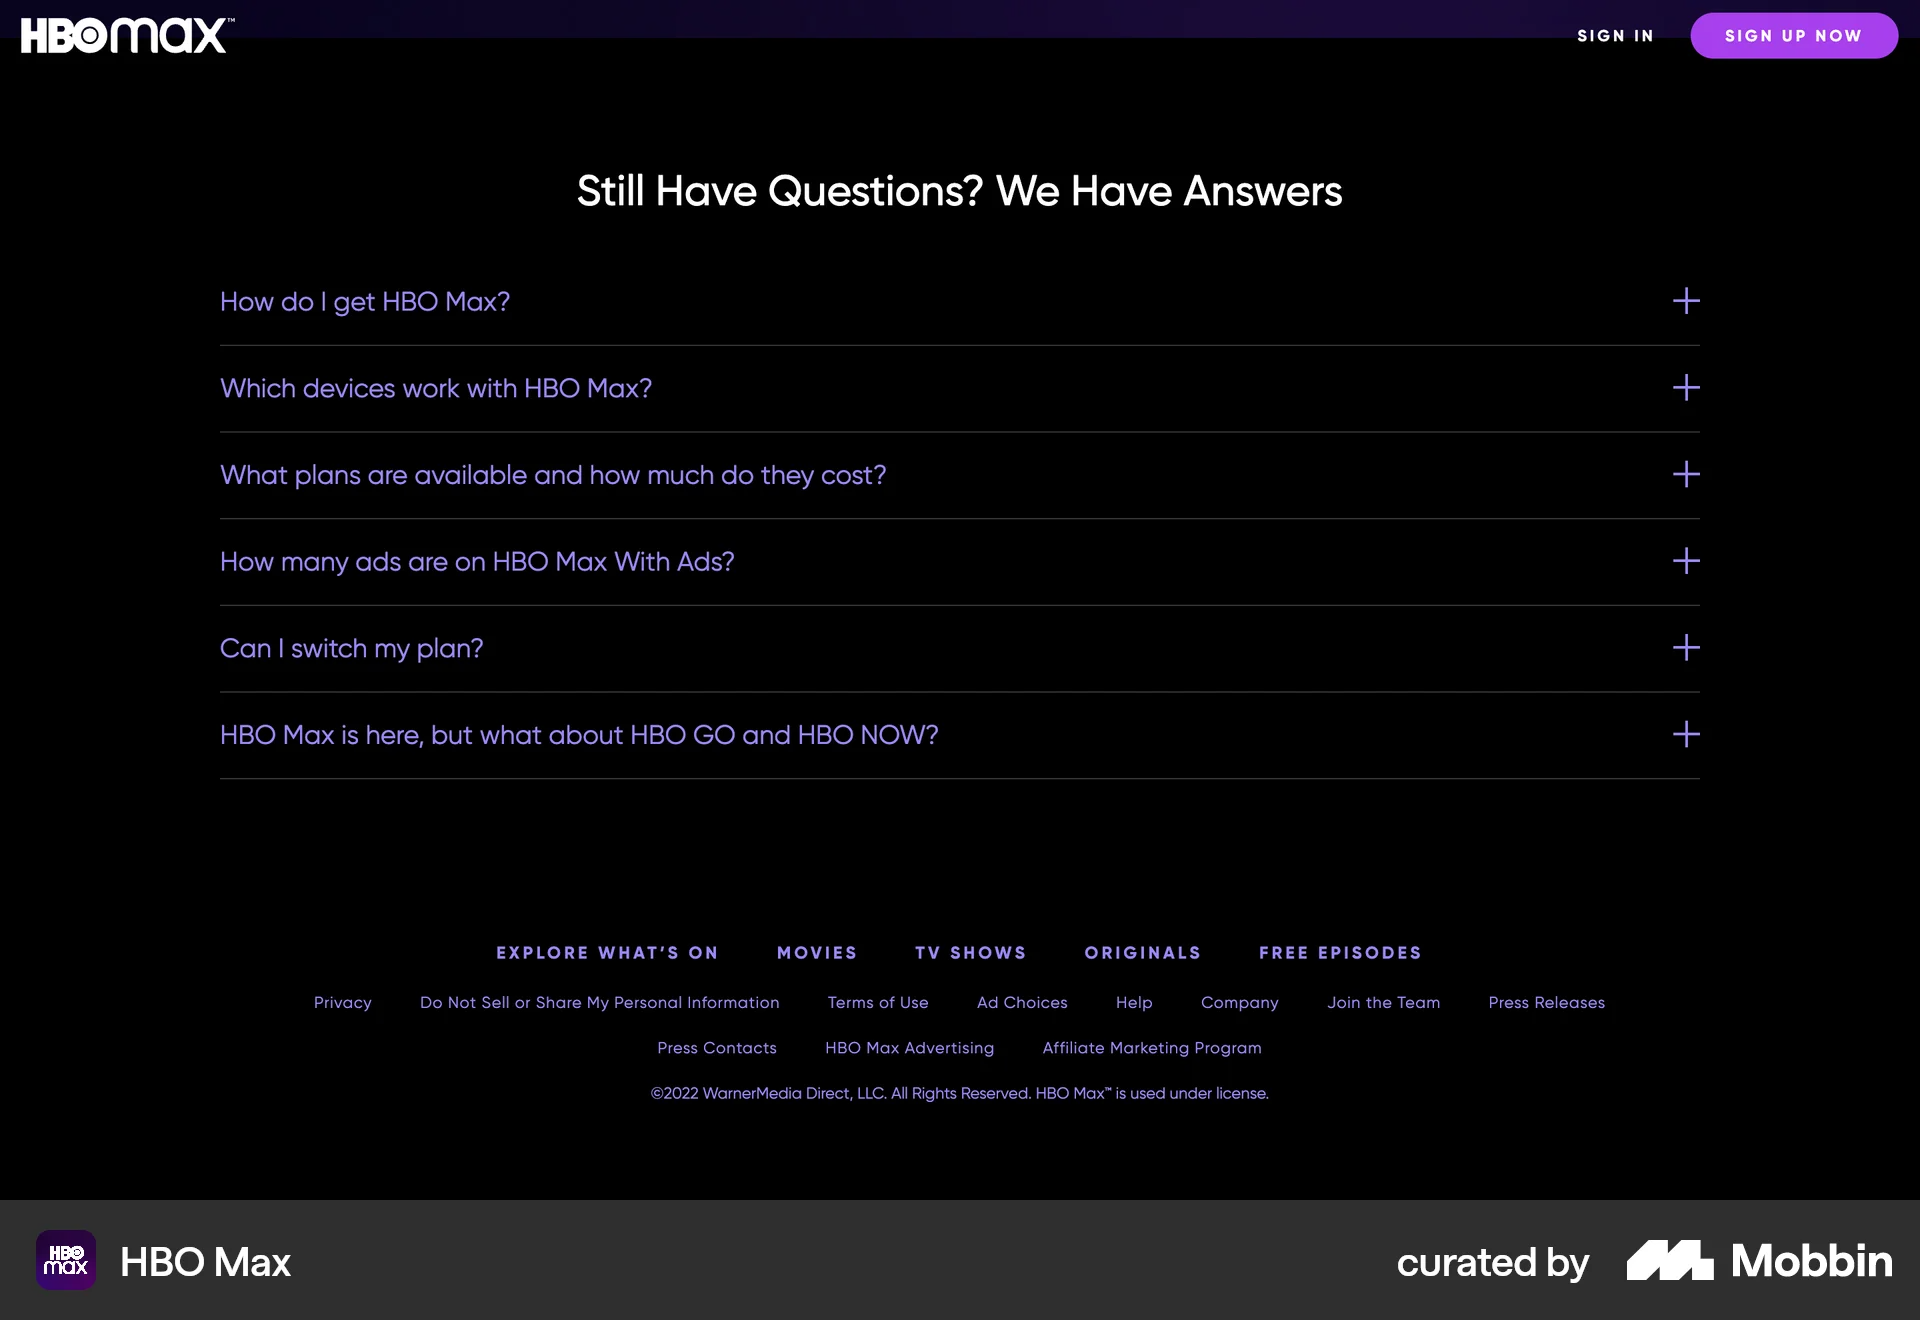 HBOmax™
SIGN IN
SIGN UP NOW
Still Have Questions? We Have Answers
How do I get HBO Max?
Which devices work with HBO Max?
What plans are available and how much do they cost?
How many ads are on HBO Max With Ads?
Can I switch my plan?
HBO Max is here, but what about HBO GO and HBO NOW?
EXPLORE WHAT’S ON MOVIES TV SHOWS ORIGINALS FREE EPISODES
Privacy Do Not Sell or Share My Personal Information Terms of Use Ad Choices Help Company Join the Team Press Releases
Press Contacts HBO Max Advertising Affiliate Marketing Program
©2022 WarnerMedia Direct, LLC. All Rights Reserved. HBO Max™ is used under license.
HBO
max
HBO Max
curated by
Mobbin